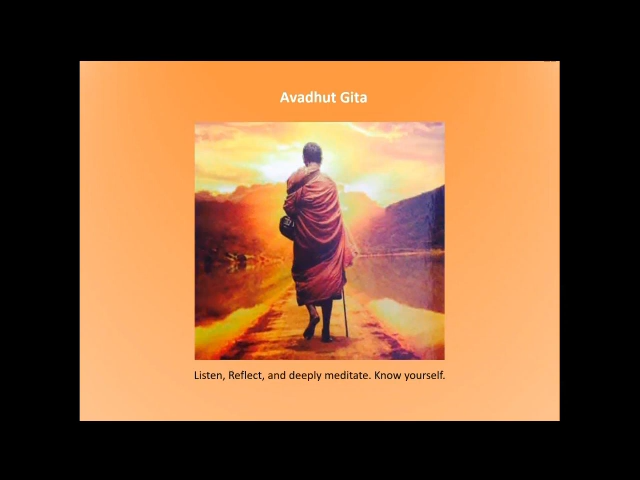 Avadhut Gita
Listen, Reflect, and deeply meditate. Know yourself.